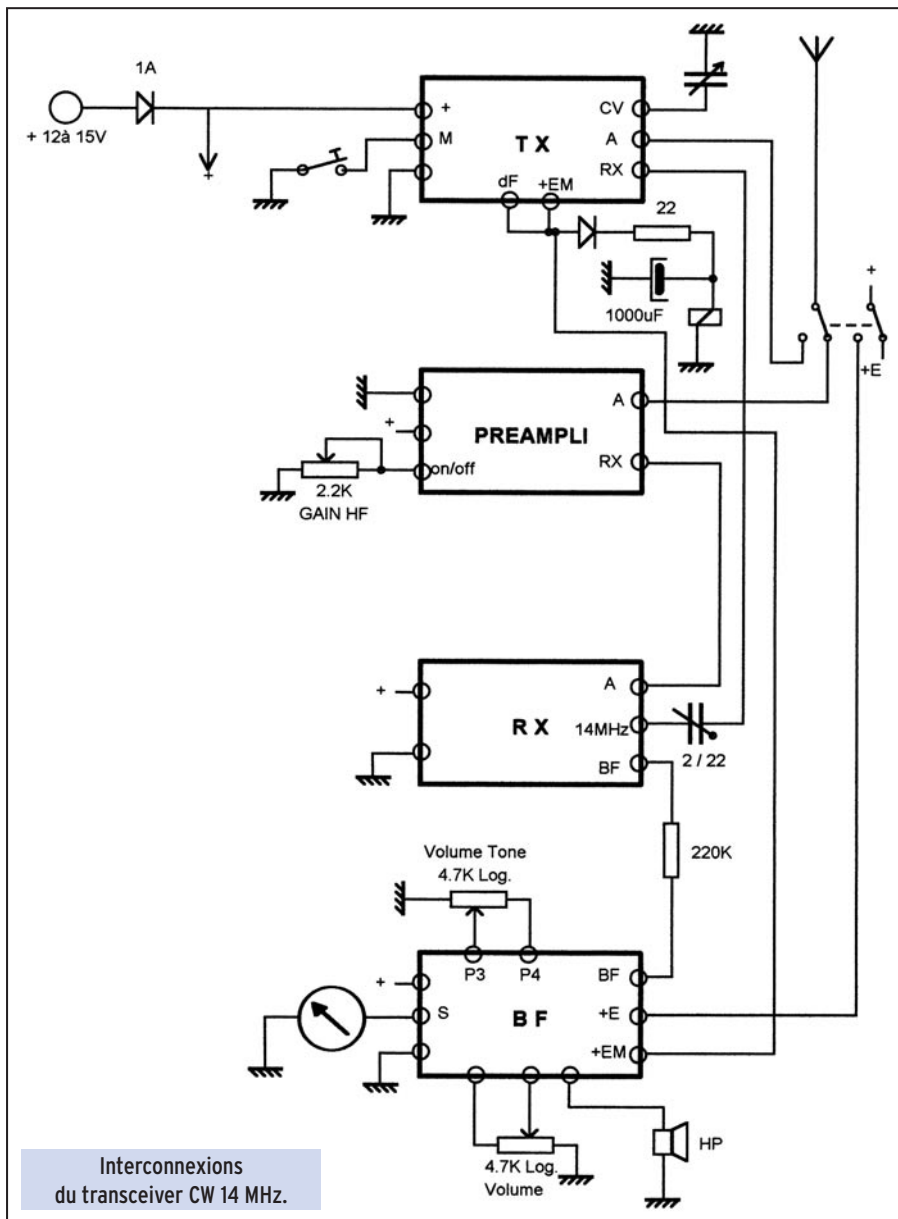 1A
+ 12à 15V
+
+
M
T X
CV
A
RX
dF
+EM
22
1000uF
+
+E
+
on/off
PREAMPLI
A
RX
2.2K
GAIN HF
+
R X
A
14MHz
BF
2 / 22
220K
Volume Tone
4.7K Log.
P3
P4
+
S
B F
BF
+E
+EM
4.7K Log.
Volume
HP
Interconnexions
du transceiver CW 14 MHz.